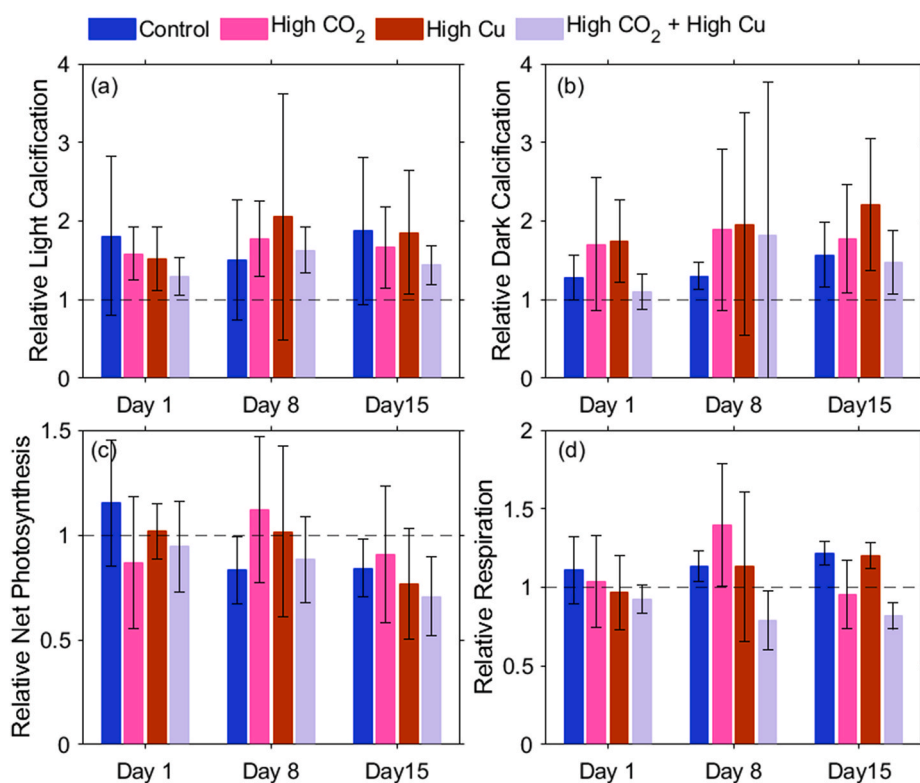 Control High CO2 High Cu High CO2 + High Cu
(a)
Relative Light Calcification
4
3
2
1
0
Day 1 Day 8 Day15
(b)
Relative Dark Calcification
4
3
2
1
0
Day 1 Day 8 Day15
(c)
Relative Net Photosynthesis
1.5
1
0.5
0
Day 1 Day 8 Day15
(d)
Relative Respiration
2
1.5
1
0.5
0
Day 1 Day 8 Day15